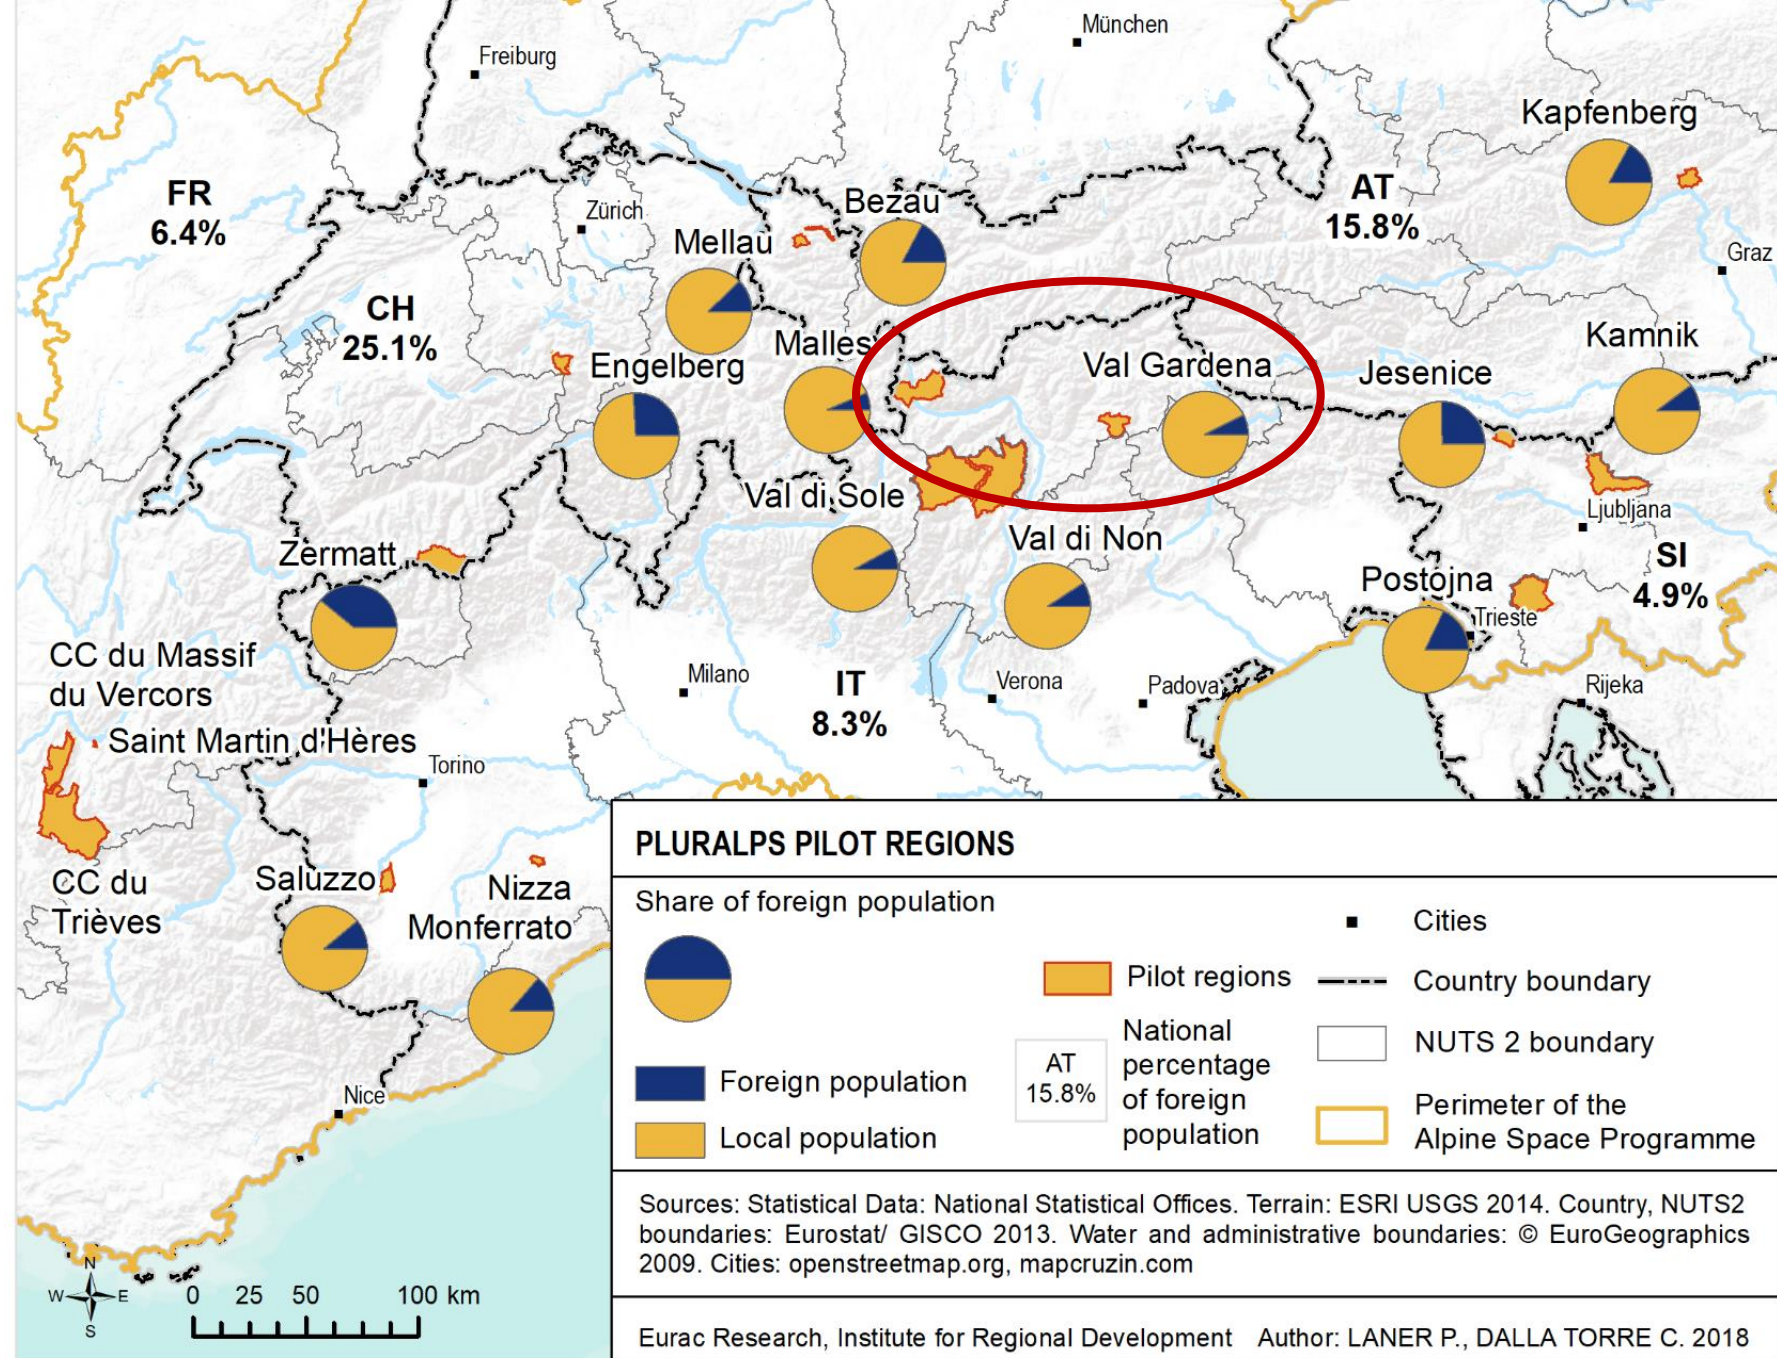 München
Freiburg
Kapfenberg
FR
6.4%
AT
15.8%
Bezau
Zürich
Mellau
Graz
CH
25.1%
Malles
Engelberg
Val Gardena
Jesenice
Kamnik
Val di Sole
Val di Non
Ljubljana
SI
4.9%
Zermatt
Postojna
Trieste
CC du Massif
du Vercors
Milano
IT
8.3%
Verona
Padova
Rijeka
Saint Martin d'Hères
Torino
CC du
Trièves
Saluzzo
Nizza
Monferrato
Nice
N
W E
S
0 25 50 100 km
PLURALPS PILOT REGIONS
Share of foreign population
Foreign population
Local population
Pilot regions
AT
15.8%
National
percentage
of foreign
population
Cities
Country boundary
NUTS 2 boundary
Perimeter of the
Alpine Space Programme
Sources: Statistical Data: National Statistical Offices. Terrain: ESRI USGS 2014. Country, NUTS2
boundaries: Eurostat/ GISCO 2013. Water and administrative boundaries: © EuroGeographics
2009. Cities: openstreetmap.org, mapcruzin.com
Eurac Research, Institute for Regional Development Author: LANER P., DALLA TORRE C. 2018